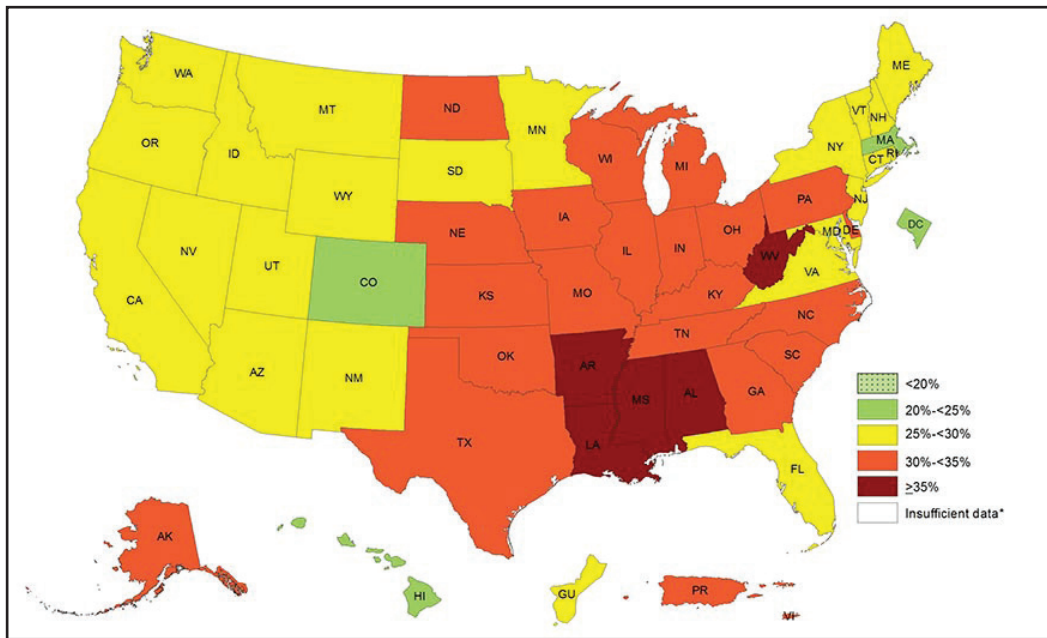 WA
MT
ND
MN
ME
VT
NH
OR
ID
SD
WI
MI
NY
MA
CT
RI
WY
NE
IA
PA
NJ
NV
UT
CO
IL
IN
OH
MD
DE
DC
CA
KS
MO
WV
VA
KY
AZ
NM
OK
AR
TN
NC
SC
TX
LA
MS
AL
GA
FL
<20%
20%-<25%
25%-<30%
30%-<35%
≥35%
Insufficient data*
AK
HI
GU
PR
VI